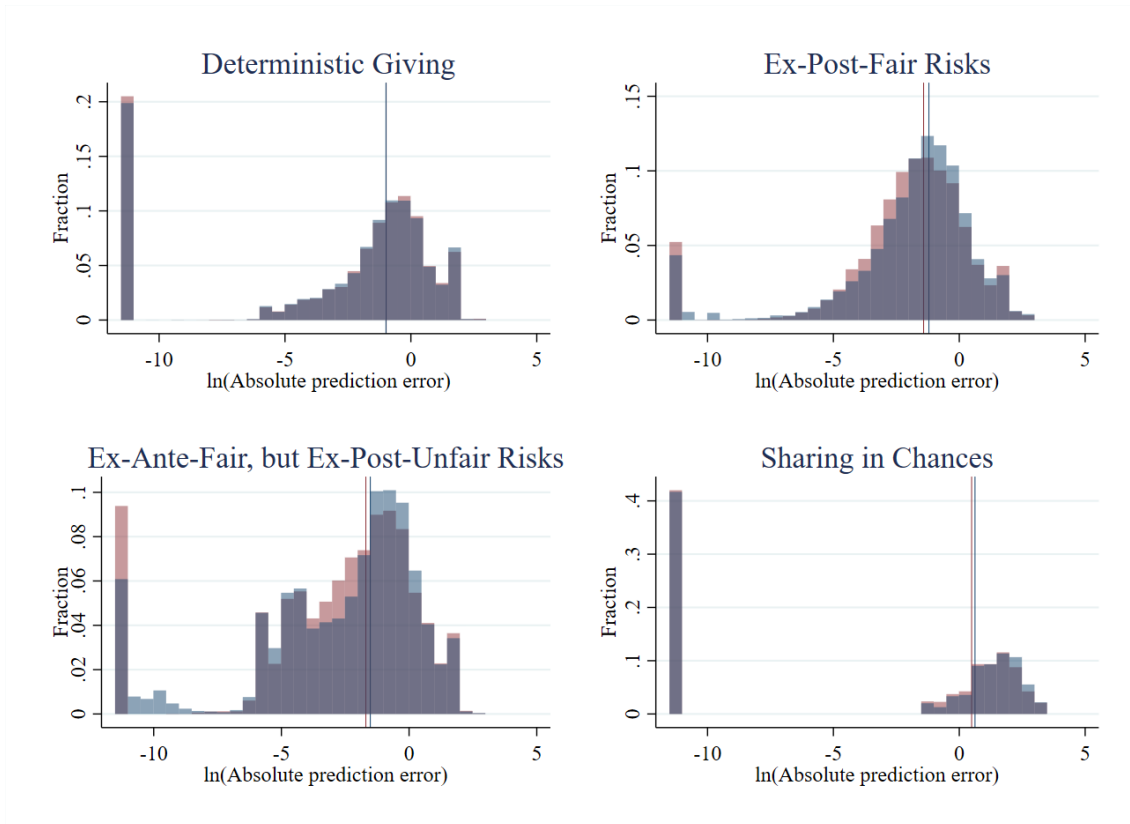 Deterministic Giving
Fraction
.2
.15
.1
.05
0
-10 -5 0 5
ln(Absolute prediction error)
Ex-Post-Fair Risks
Fraction
.15
.1
.05
0
-10 -5 0 5
ln(Absolute prediction error)
Ex-Ante-Fair, but Ex-Post-Unfair Risks
Fraction
.1
.08
.06
.04
.02
0
-10 -5 0 5
ln(Absolute prediction error)
Sharing in Chances
Fraction
.4
.3
.2
.1
0
-10 -5 0 5
ln(Absolute prediction error)